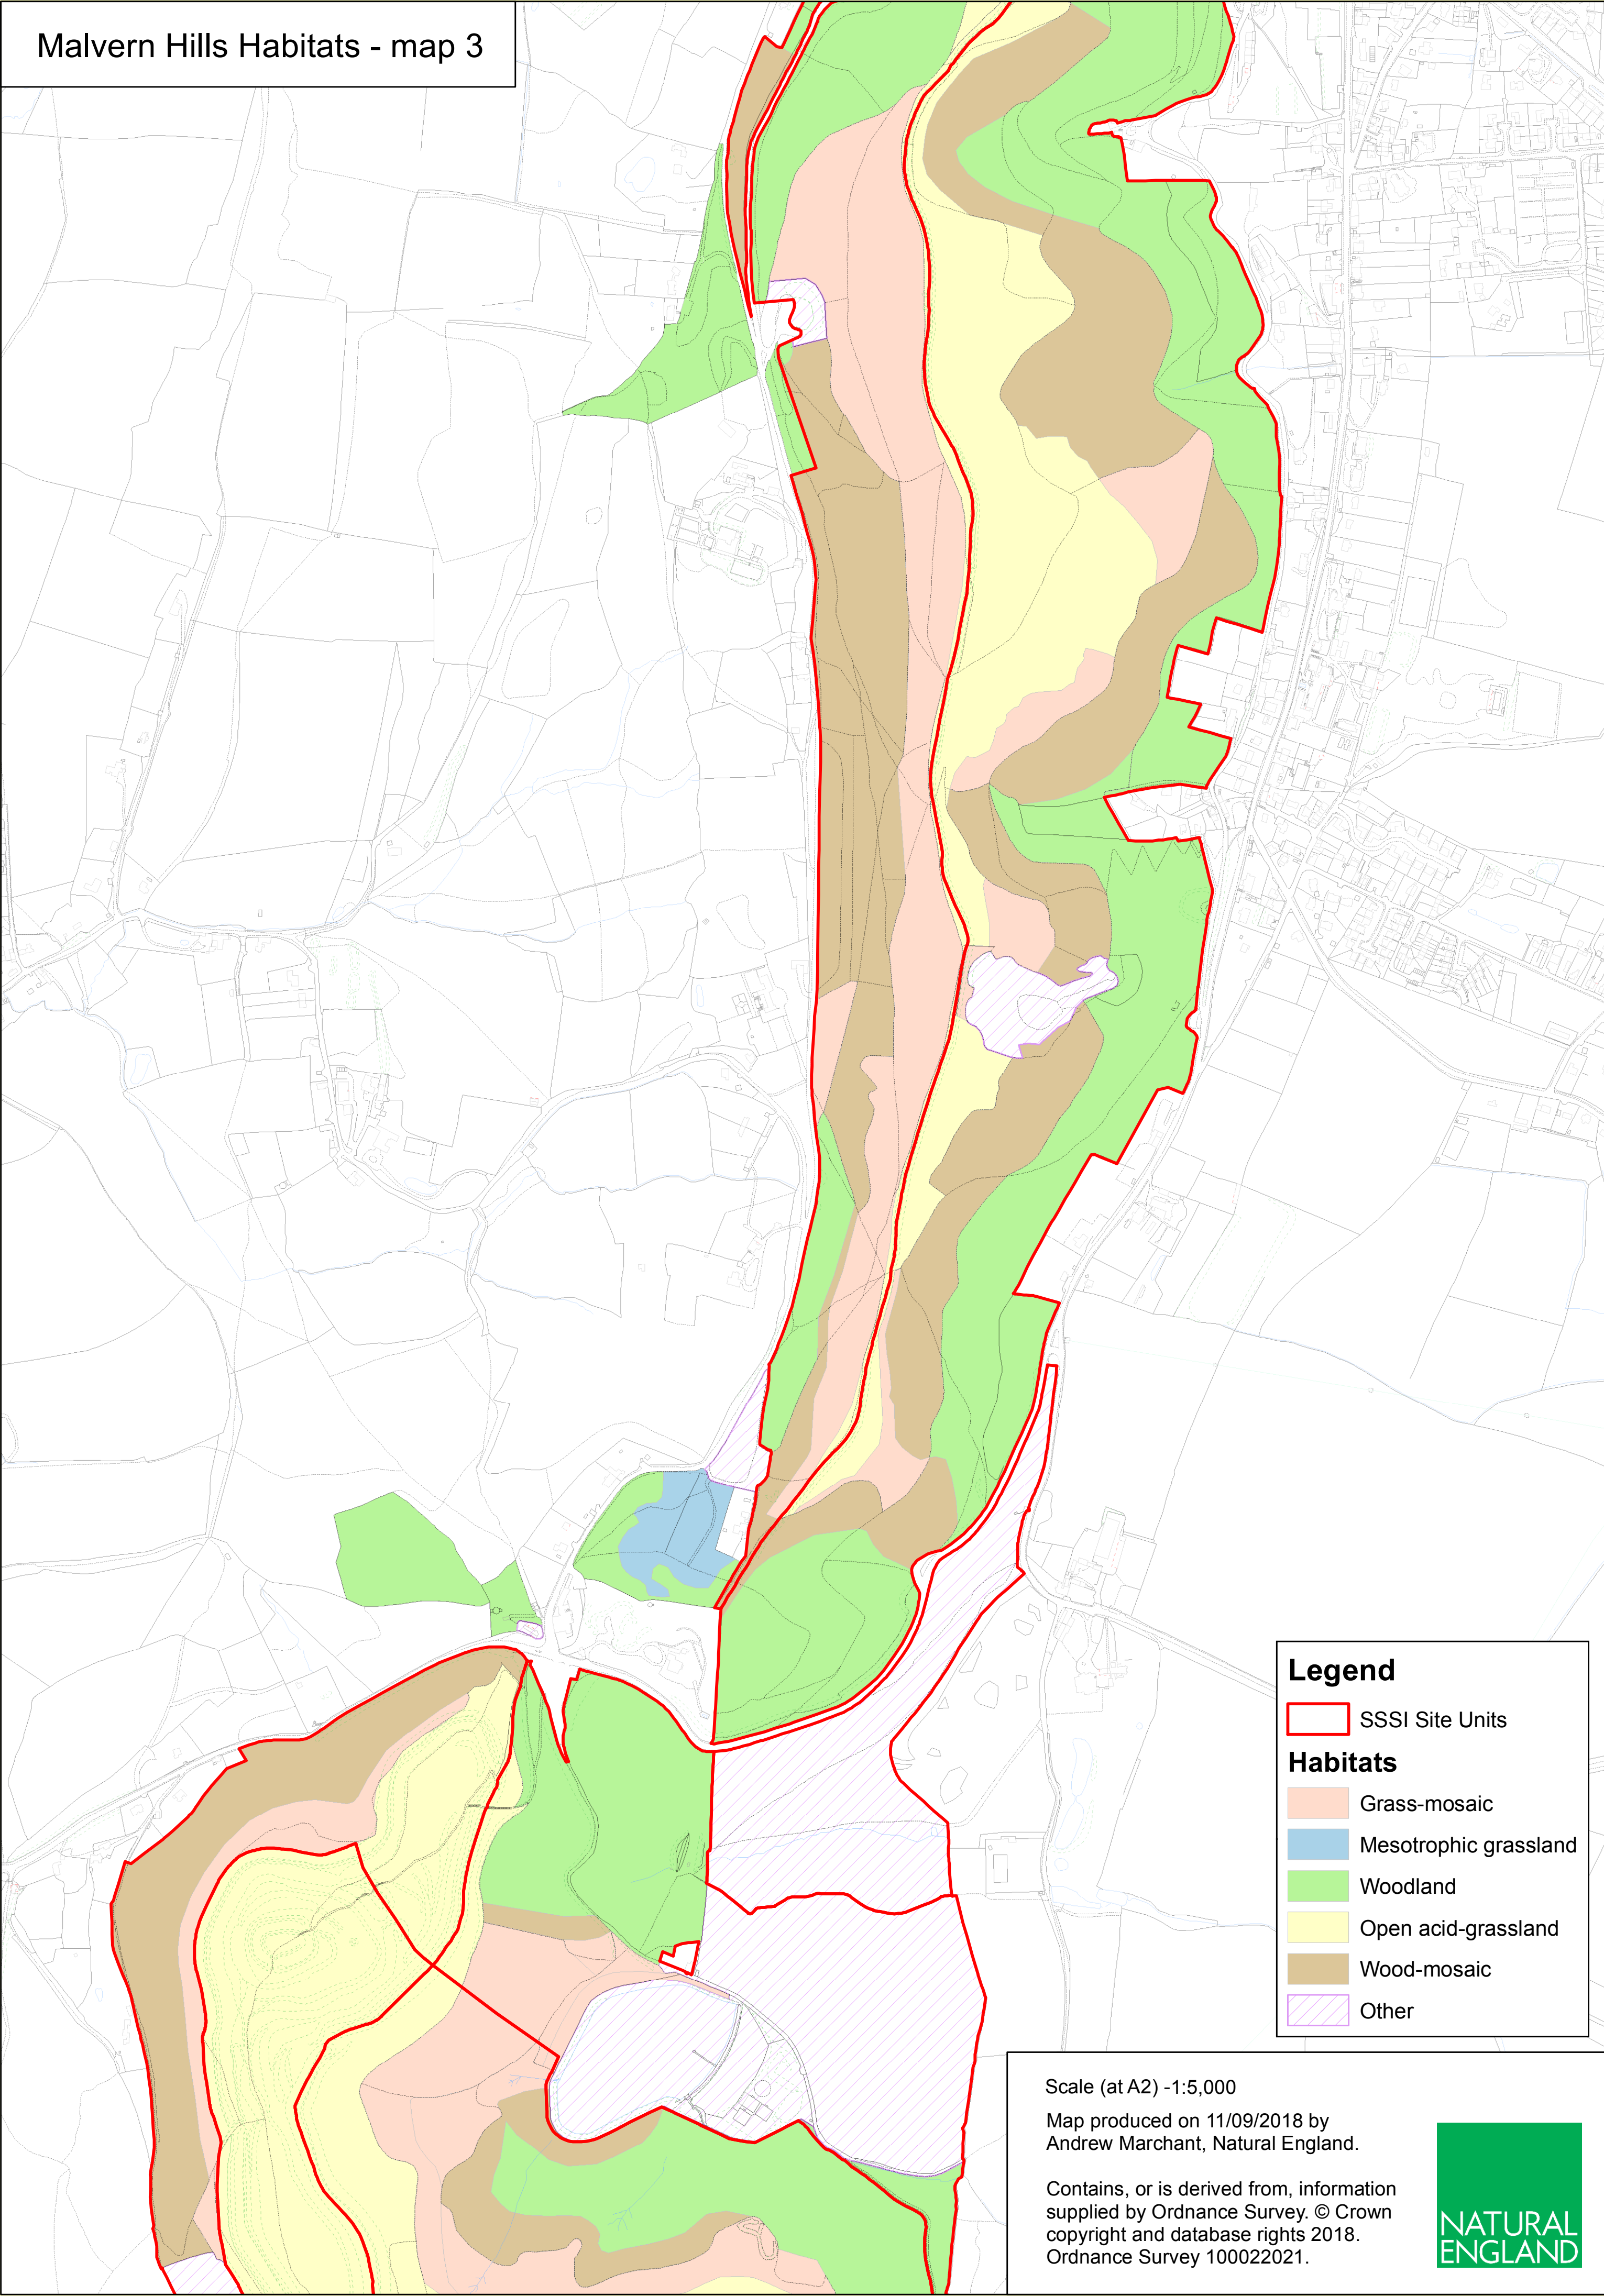 Malvern Hills Habitats - map 3
Legend
SSSI Site Units
Habitats
Grass-mosaic
Mesotrophic grassland
Woodland
Open acid-grassland
Wood-mosaic
Other
Scale (at A2) -1:5,000
Map produced on 11/09/2018 by
Andrew Marchant, Natural England.
Contains, or is derived from, information
supplied by Ordnance Survey. © Crown
copyright and database rights 2018.
Ordnance Survey 100022021.
NATURAL
ENGLAND